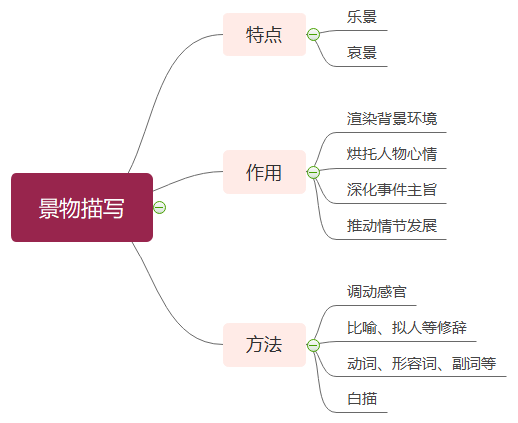 景物描写
特点
乐景
哀景
作用
渲染背景环境
烘托人物心情
深化事件主旨
推动情节发展
方法
调动感官
比喻、拟人等修辞
动词、形容词、副词等
白描